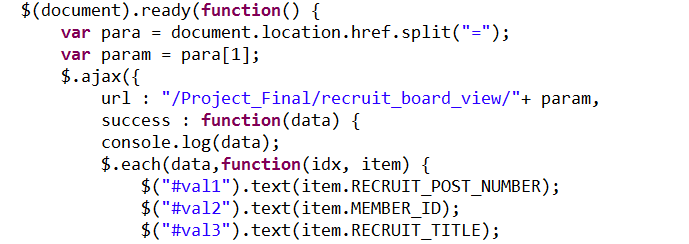 $(document).ready(function() {
var para = document.location.href.split("=");
var param = para[1];
$.ajax({
url : "/Project_Final/recruit_board_view/"+ param,
success : function(data) {
console.log(data);
$.each(data,function(idx, item) {
$("#val1").text(item.RECRUIT_POST_NUMBER);
$("#val2").text(item.MEMBER_ID);
$("#val3").text(item.RECRUIT_TITLE);